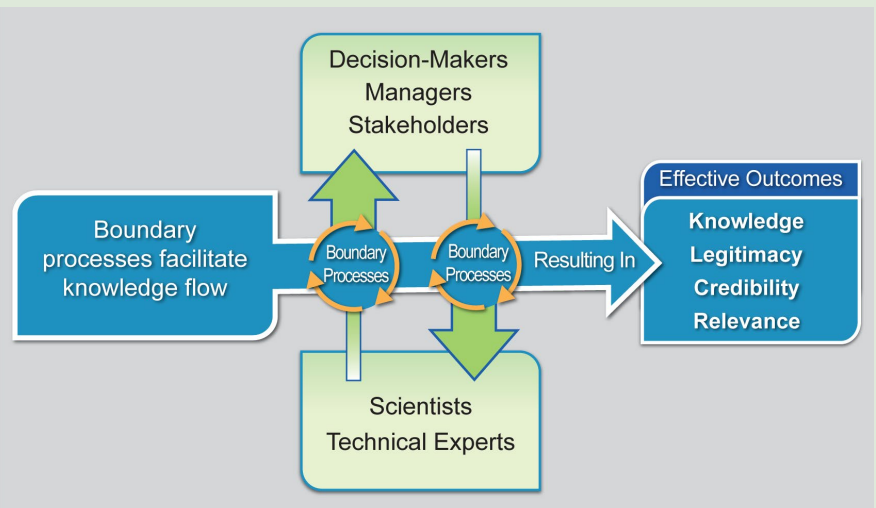 Decision-Makers
Managers
Stakeholders
Boundary
processes facilitate
knowledge flow
Boundary
Processes
Boundary
Processes
Resulting In
Effective Outcomes
Knowledge
Legitimacy
Credibility
Relevance
Scientists
Technical Experts